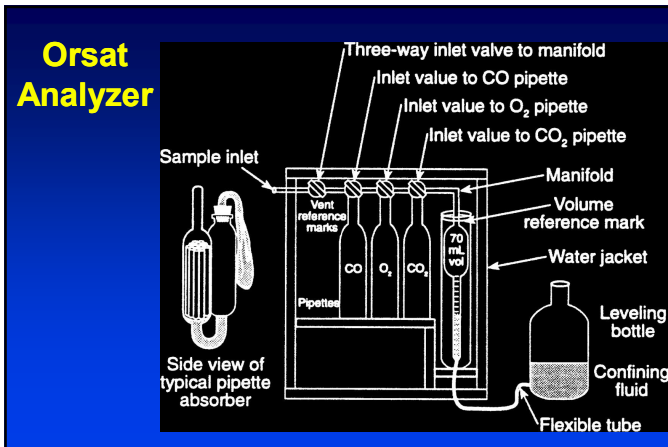 Orsat
Analyzer
Three-way inlet valve to manifold
Inlet value to CO pipette
Inlet value to O₂ pipette
Inlet value to CO₂ pipette
Sample inlet
Manifold
Vent
reference
marks
Volume
reference mark
70
mL
vol
Water jacket
CO
O₂
CO₂
Pipettes
Leveling
bottle
Side view of
typical pipette
absorber
Confining
fluid
Flexible tube